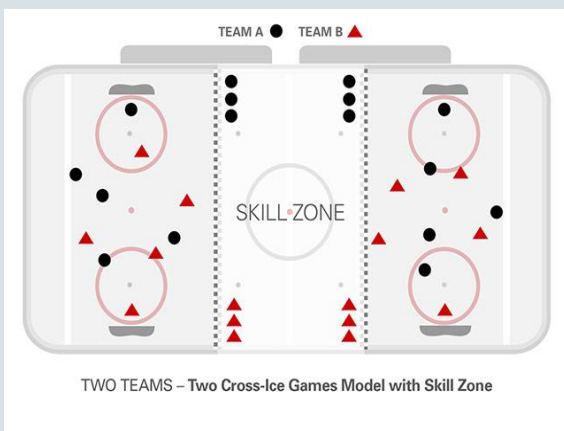 TEAM A TEAM B
SKILL ZONE
TWO TEAMS – Two Cross-Ice Games Model with Skill Zone